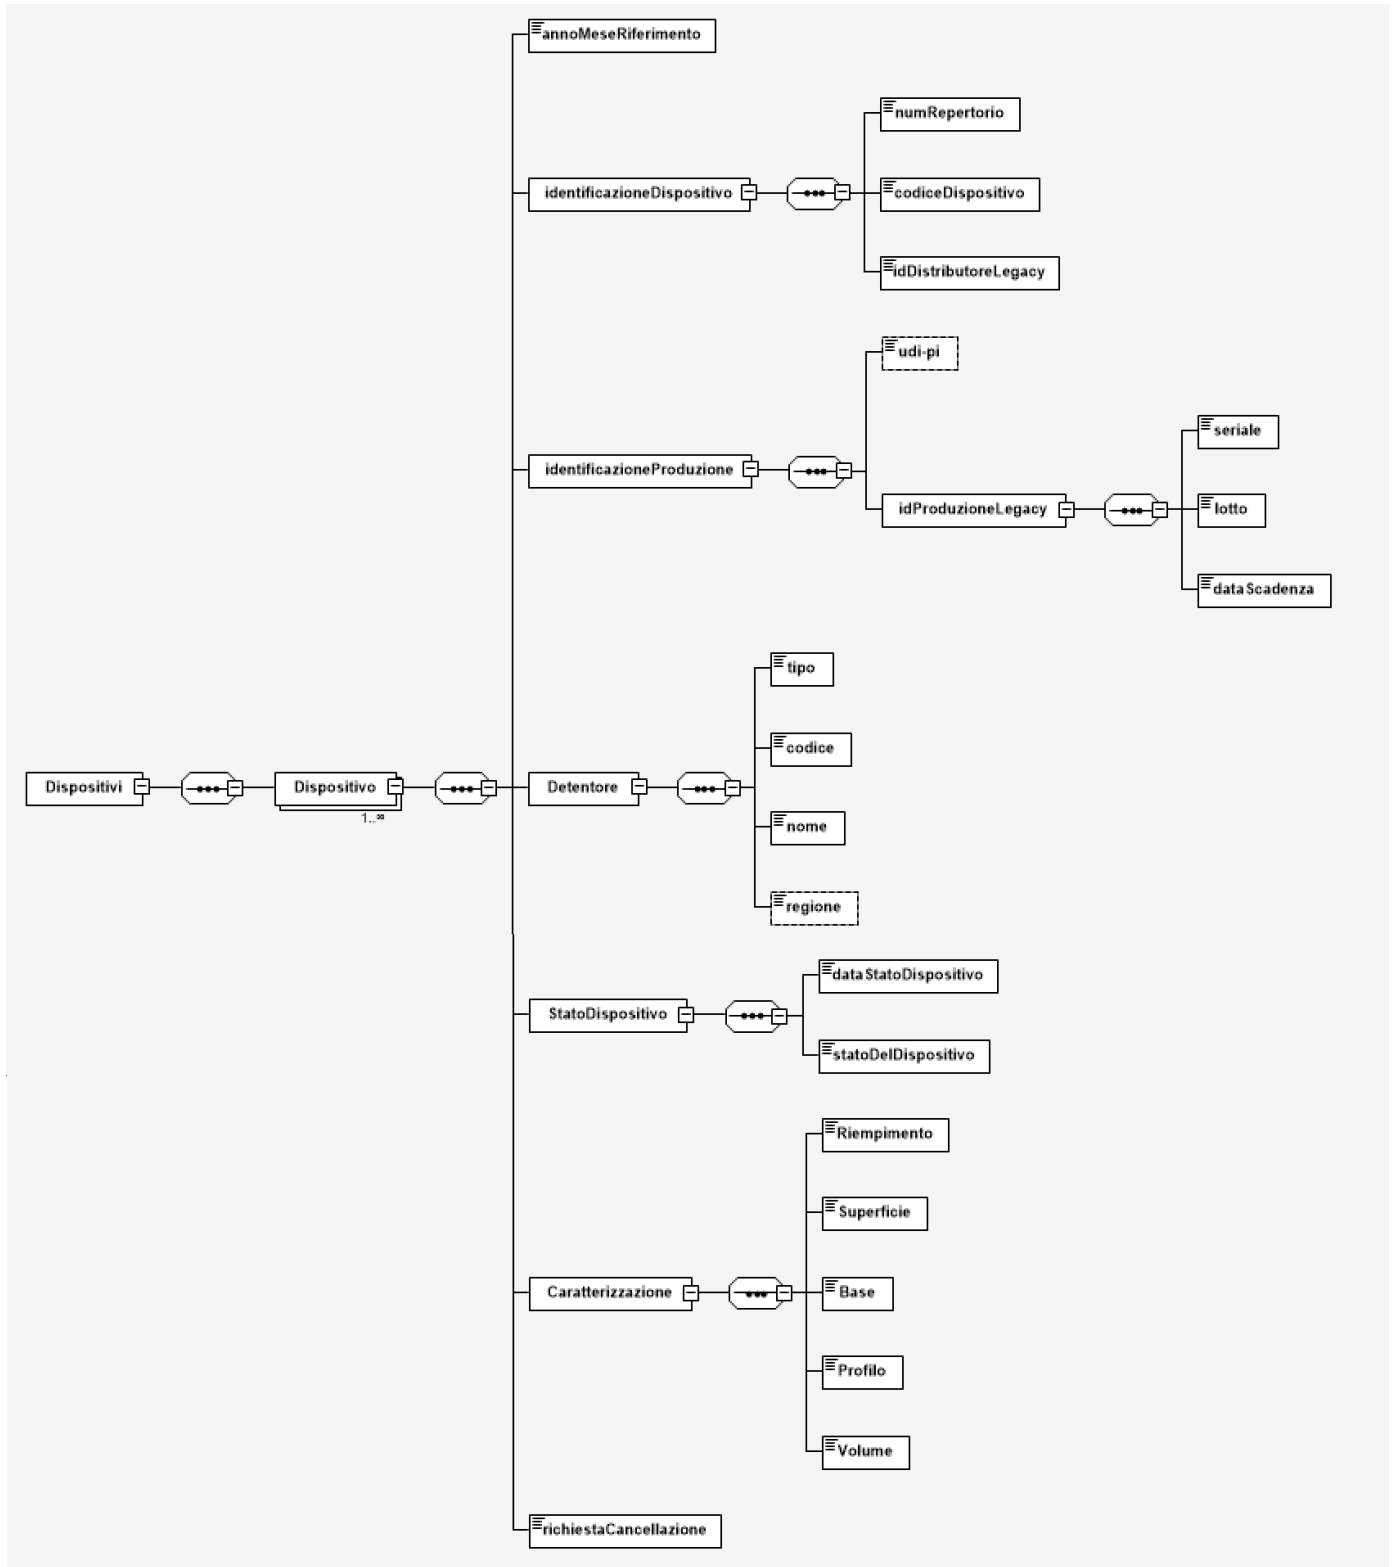 annoMeseRiferimento
numRepertorio
identificazioneDispositivo
codiceDispositivo
idDistributoreLegacy
udi-pi
seriale
identificazioneProduzione
idProduzioneLegacy
lotto
dataScadenza
tipo
codice
Dispositivi
Dispositivo
1..∞
Detentore
nome
regione
dataStatoDispositivo
StatoDispositivo
statoDelDispositivo
Riempimento
Superficie
Caratterizzazione
Base
Profilo
Volume
richiestaCancellazione